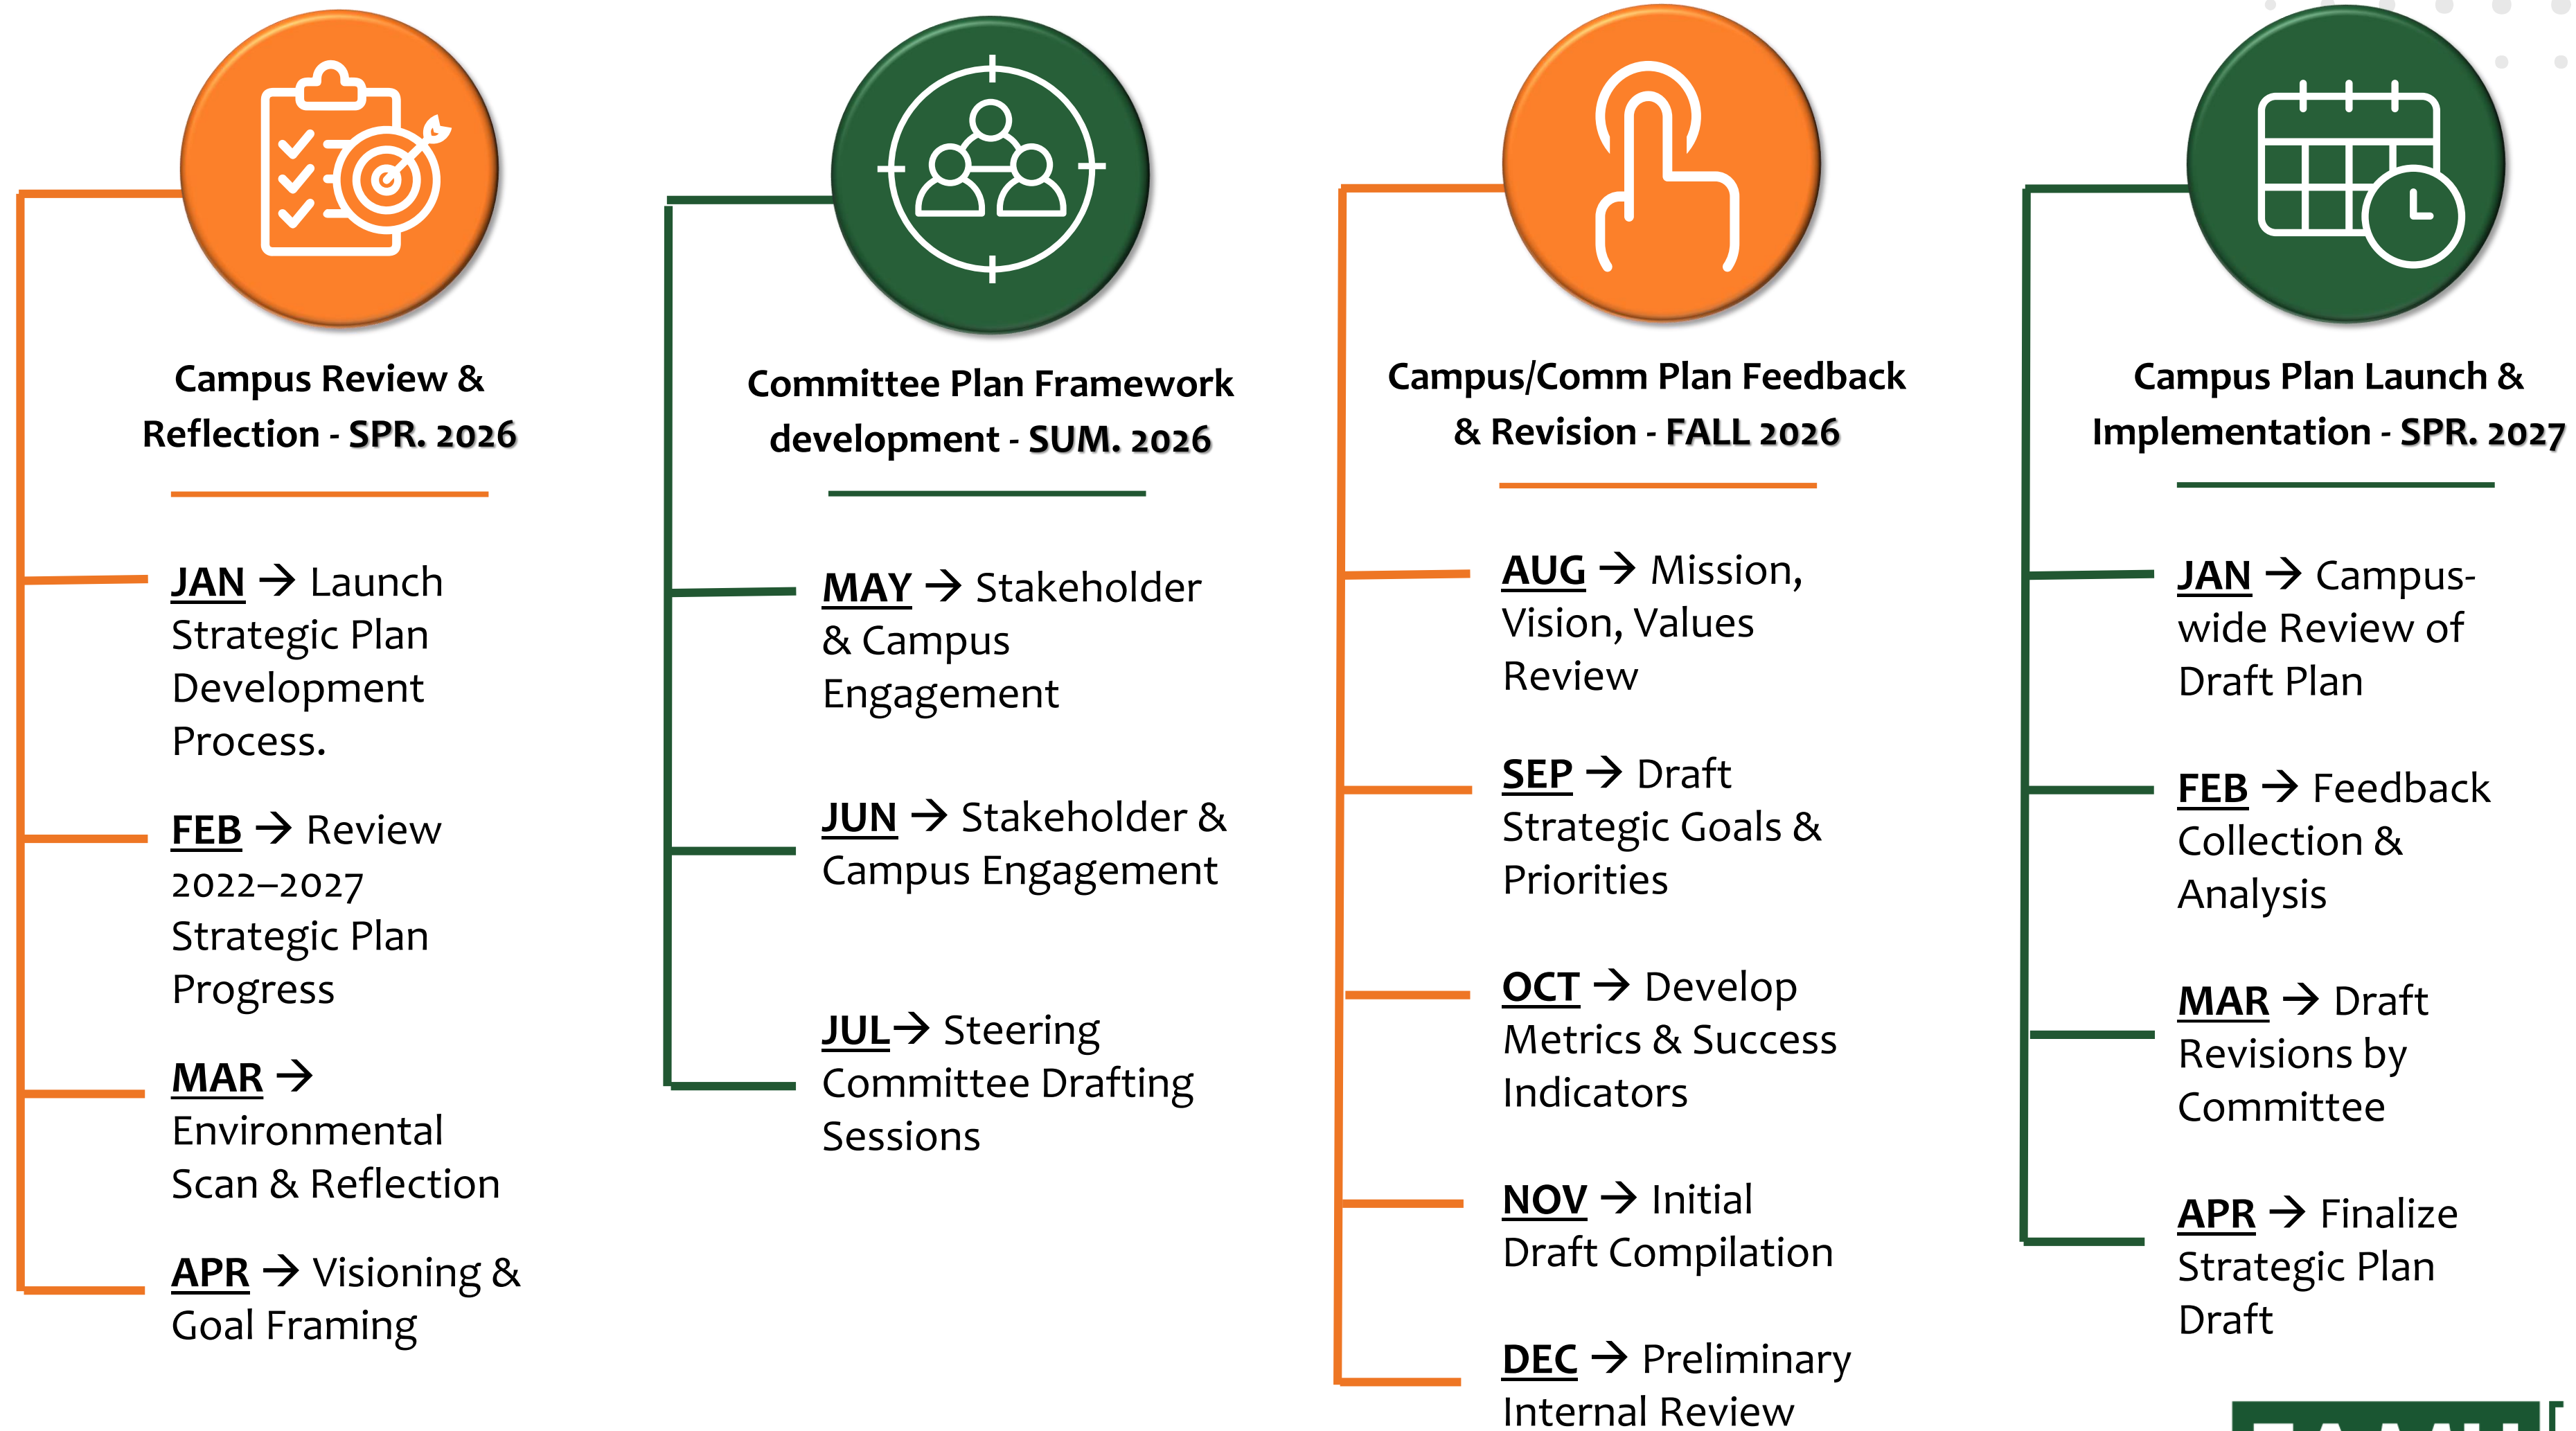 Campus Review &
Reflection - SPR. 2026
JAN → Launch
Strategic Plan
Development
Process.
FEB → Review
2022–2027
Strategic Plan
Progress
MAR →
Environmental
Scan & Reflection
APR → Visioning &
Goal Framing
Committee Plan Framework
development - SUM. 2026
MAY → Stakeholder
& Campus
Engagement
JUN → Stakeholder &
Campus Engagement
JUL→ Steering
Committee Drafting
Sessions
Campus/Comm Plan Feedback
& Revision - FALL 2026
AUG → Mission,
Vision, Values
Review
SEP → Draft
Strategic Goals &
Priorities
OCT → Develop
Metrics & Success
Indicators
NOV → Initial
Draft Compilation
DEC → Preliminary
Internal Review
Campus Plan Launch &
Implementation - SPR. 2027
JAN → Campus-
wide Review of
Draft Plan
FEB → Feedback
Collection &
Analysis
MAR → Draft
Revisions by
Committee
APR → Finalize
Strategic Plan
Draft